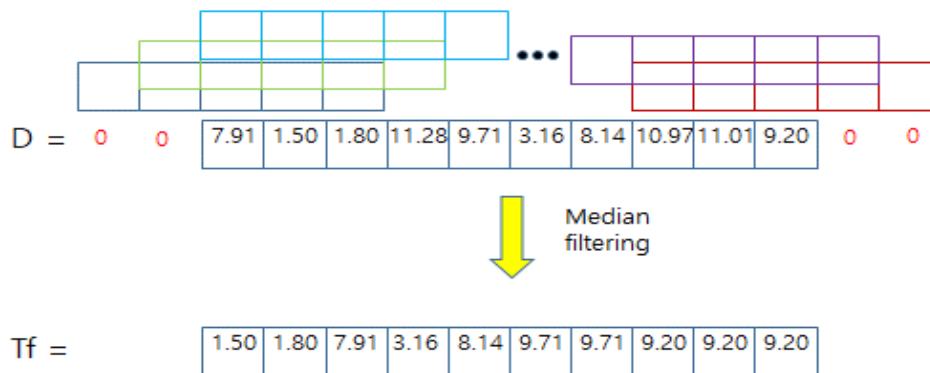 D = 0 0 7.91 1.50 1.80 11.28 9.71 3.16 8.14 10.97 11.01 9.20 0 0
Median
filtering
Tf = 1.50 1.80 7.91 3.16 8.14 9.71 9.71 9.20 9.20 9.20